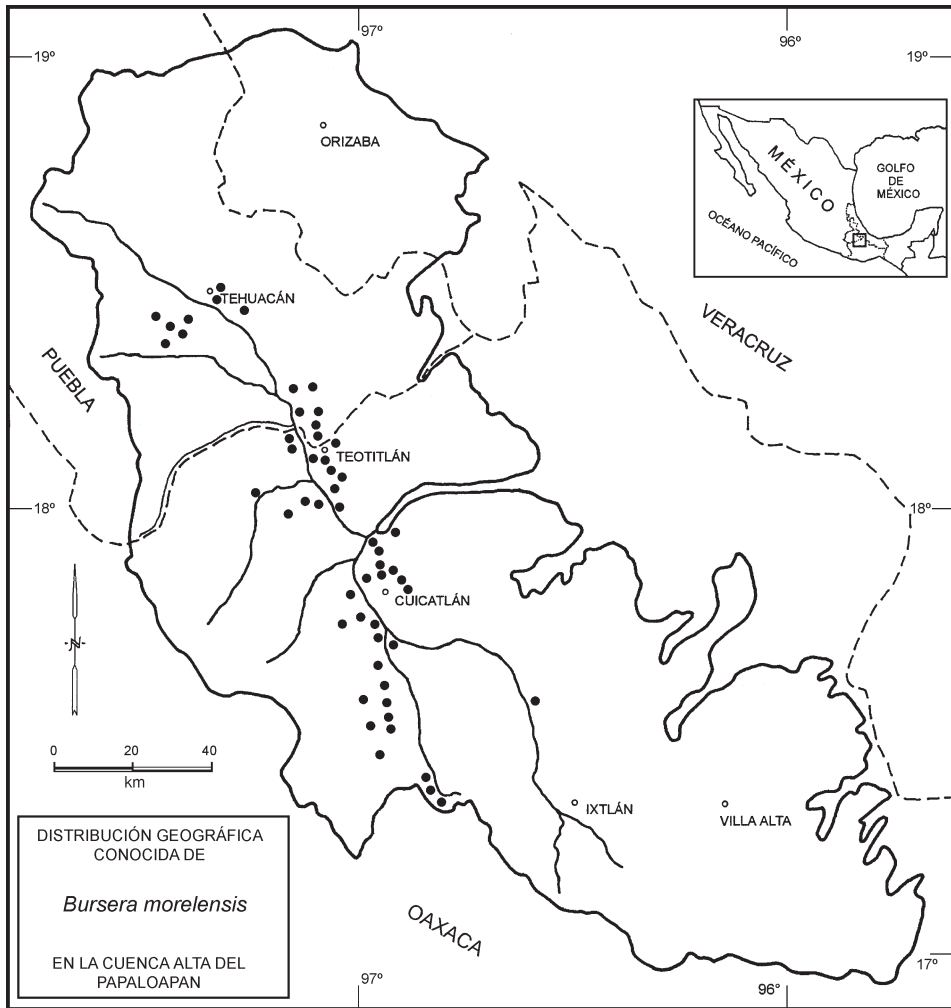 97º
96º
19º
19º
ORIZABA
MÉXICO
GOLFO
DE
MÉXICO
OCÉANO PACÍFICO
TEHUACÁN
VERACRUZ
PUEBLA
TEOTITLÁN
18º
18º
CUICATLÁN
N
0 20 40
km
IXTLÁN
VILLA ALTA
DISTRIBUCIÓN GEOGRÁFICA
CONOCIDA DE
Bursera morelensis
EN LA CUENCA ALTA DEL
PAPALOAPAN
OAXACA
17º
97º
96º